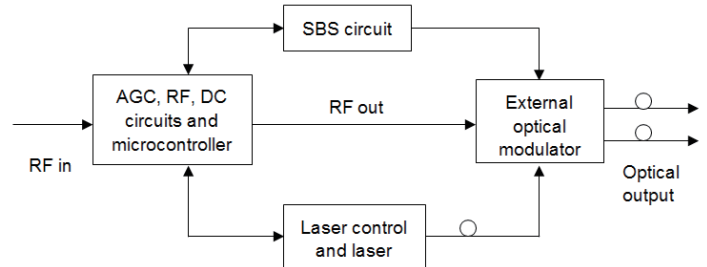 SBS circuit
AGC, RF, DC
circuits and
microcontroller
RF out
External
optical
modulator
RF in
Optical
output
Laser control
and laser